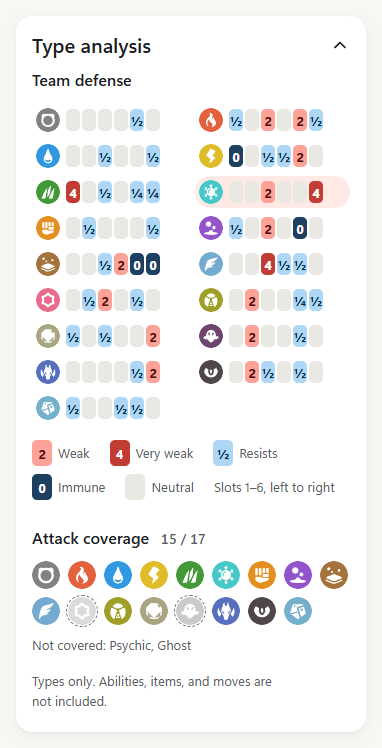 Type analysis
Team defense
½ ½ 2 2 ½
½ ½ 0 ½ ½ 2
4 ½ ¼ ¼ 2 4
½ ½ ½ 2 0
½ 2 0 0 4 ½ ½
½ 2 ½ 2 ¼ ½
½ ½ 2 2 ½
½ 2 2 ½ ½
½ ½ ½
2 Weak 4 Very weak ½ Resists
0 Immune Neutral Slots 1–6, left to right
Attack coverage 15 / 17
Not covered: Psychic, Ghost
Types only. Abilities, items, and moves are
not included.